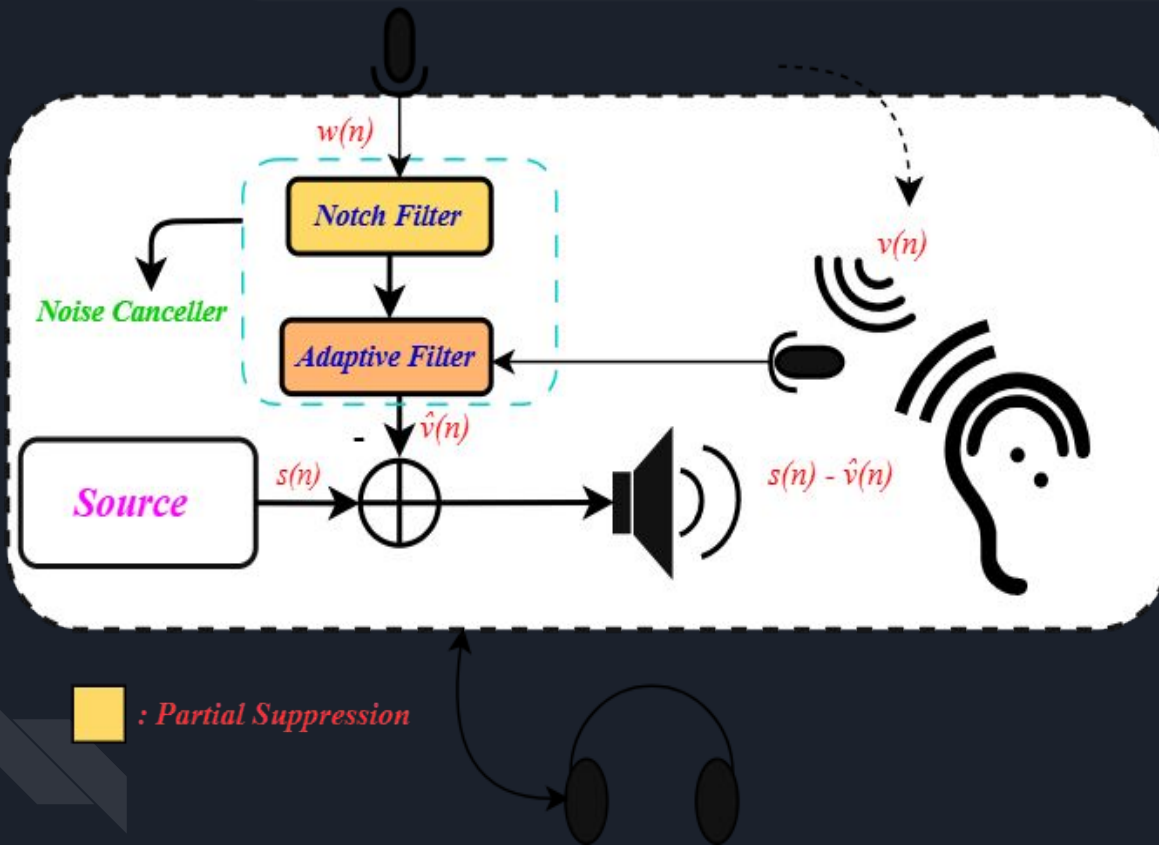 w(n)
Notch Filter
v(n)
Noise Canceller
Adaptive Filter
-
v̂(n)
Source
s(n)
s(n) - v̂(n)
: Partial Suppression